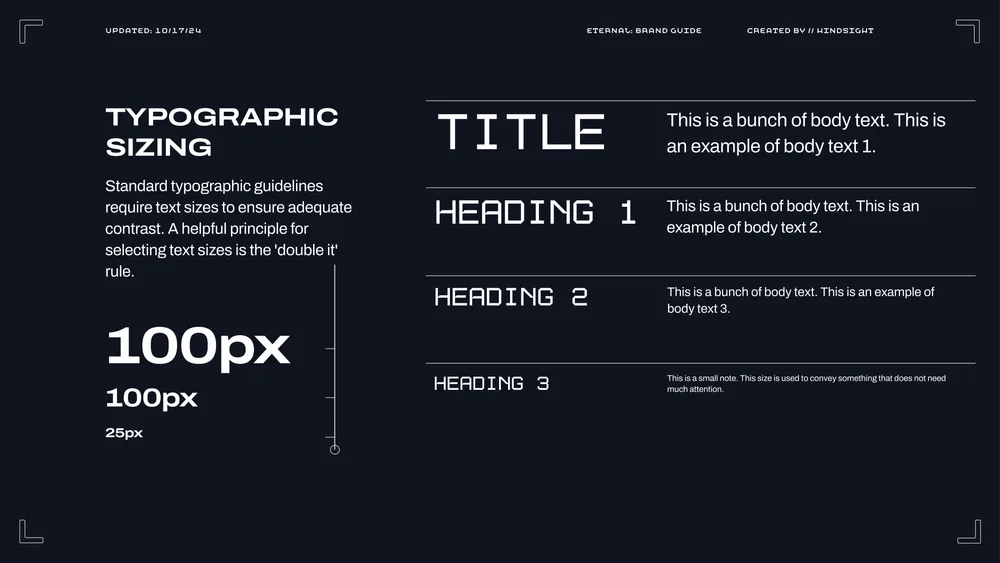 UPDATED: 10/17/24
ETERNAL: BRAND GUIDE
CREATED BY // HINDSIGHT
TYPOGRAPHIC
SIZING
Standard typographic guidelines
require text sizes to ensure adequate
contrast. A helpful principle for
selecting text sizes is the 'double it'
rule.
100px
100px
25px
TITLE
This is a bunch of body text. This is
an example of body text 1.
HEADING 1
This is a bunch of body text. This is an
example of body text 2.
HEADING 2
This is a bunch of body text. This is an example of
body text 3.
HEADING 3
This is a small note. This size is used to convey something that does not need
much attention.